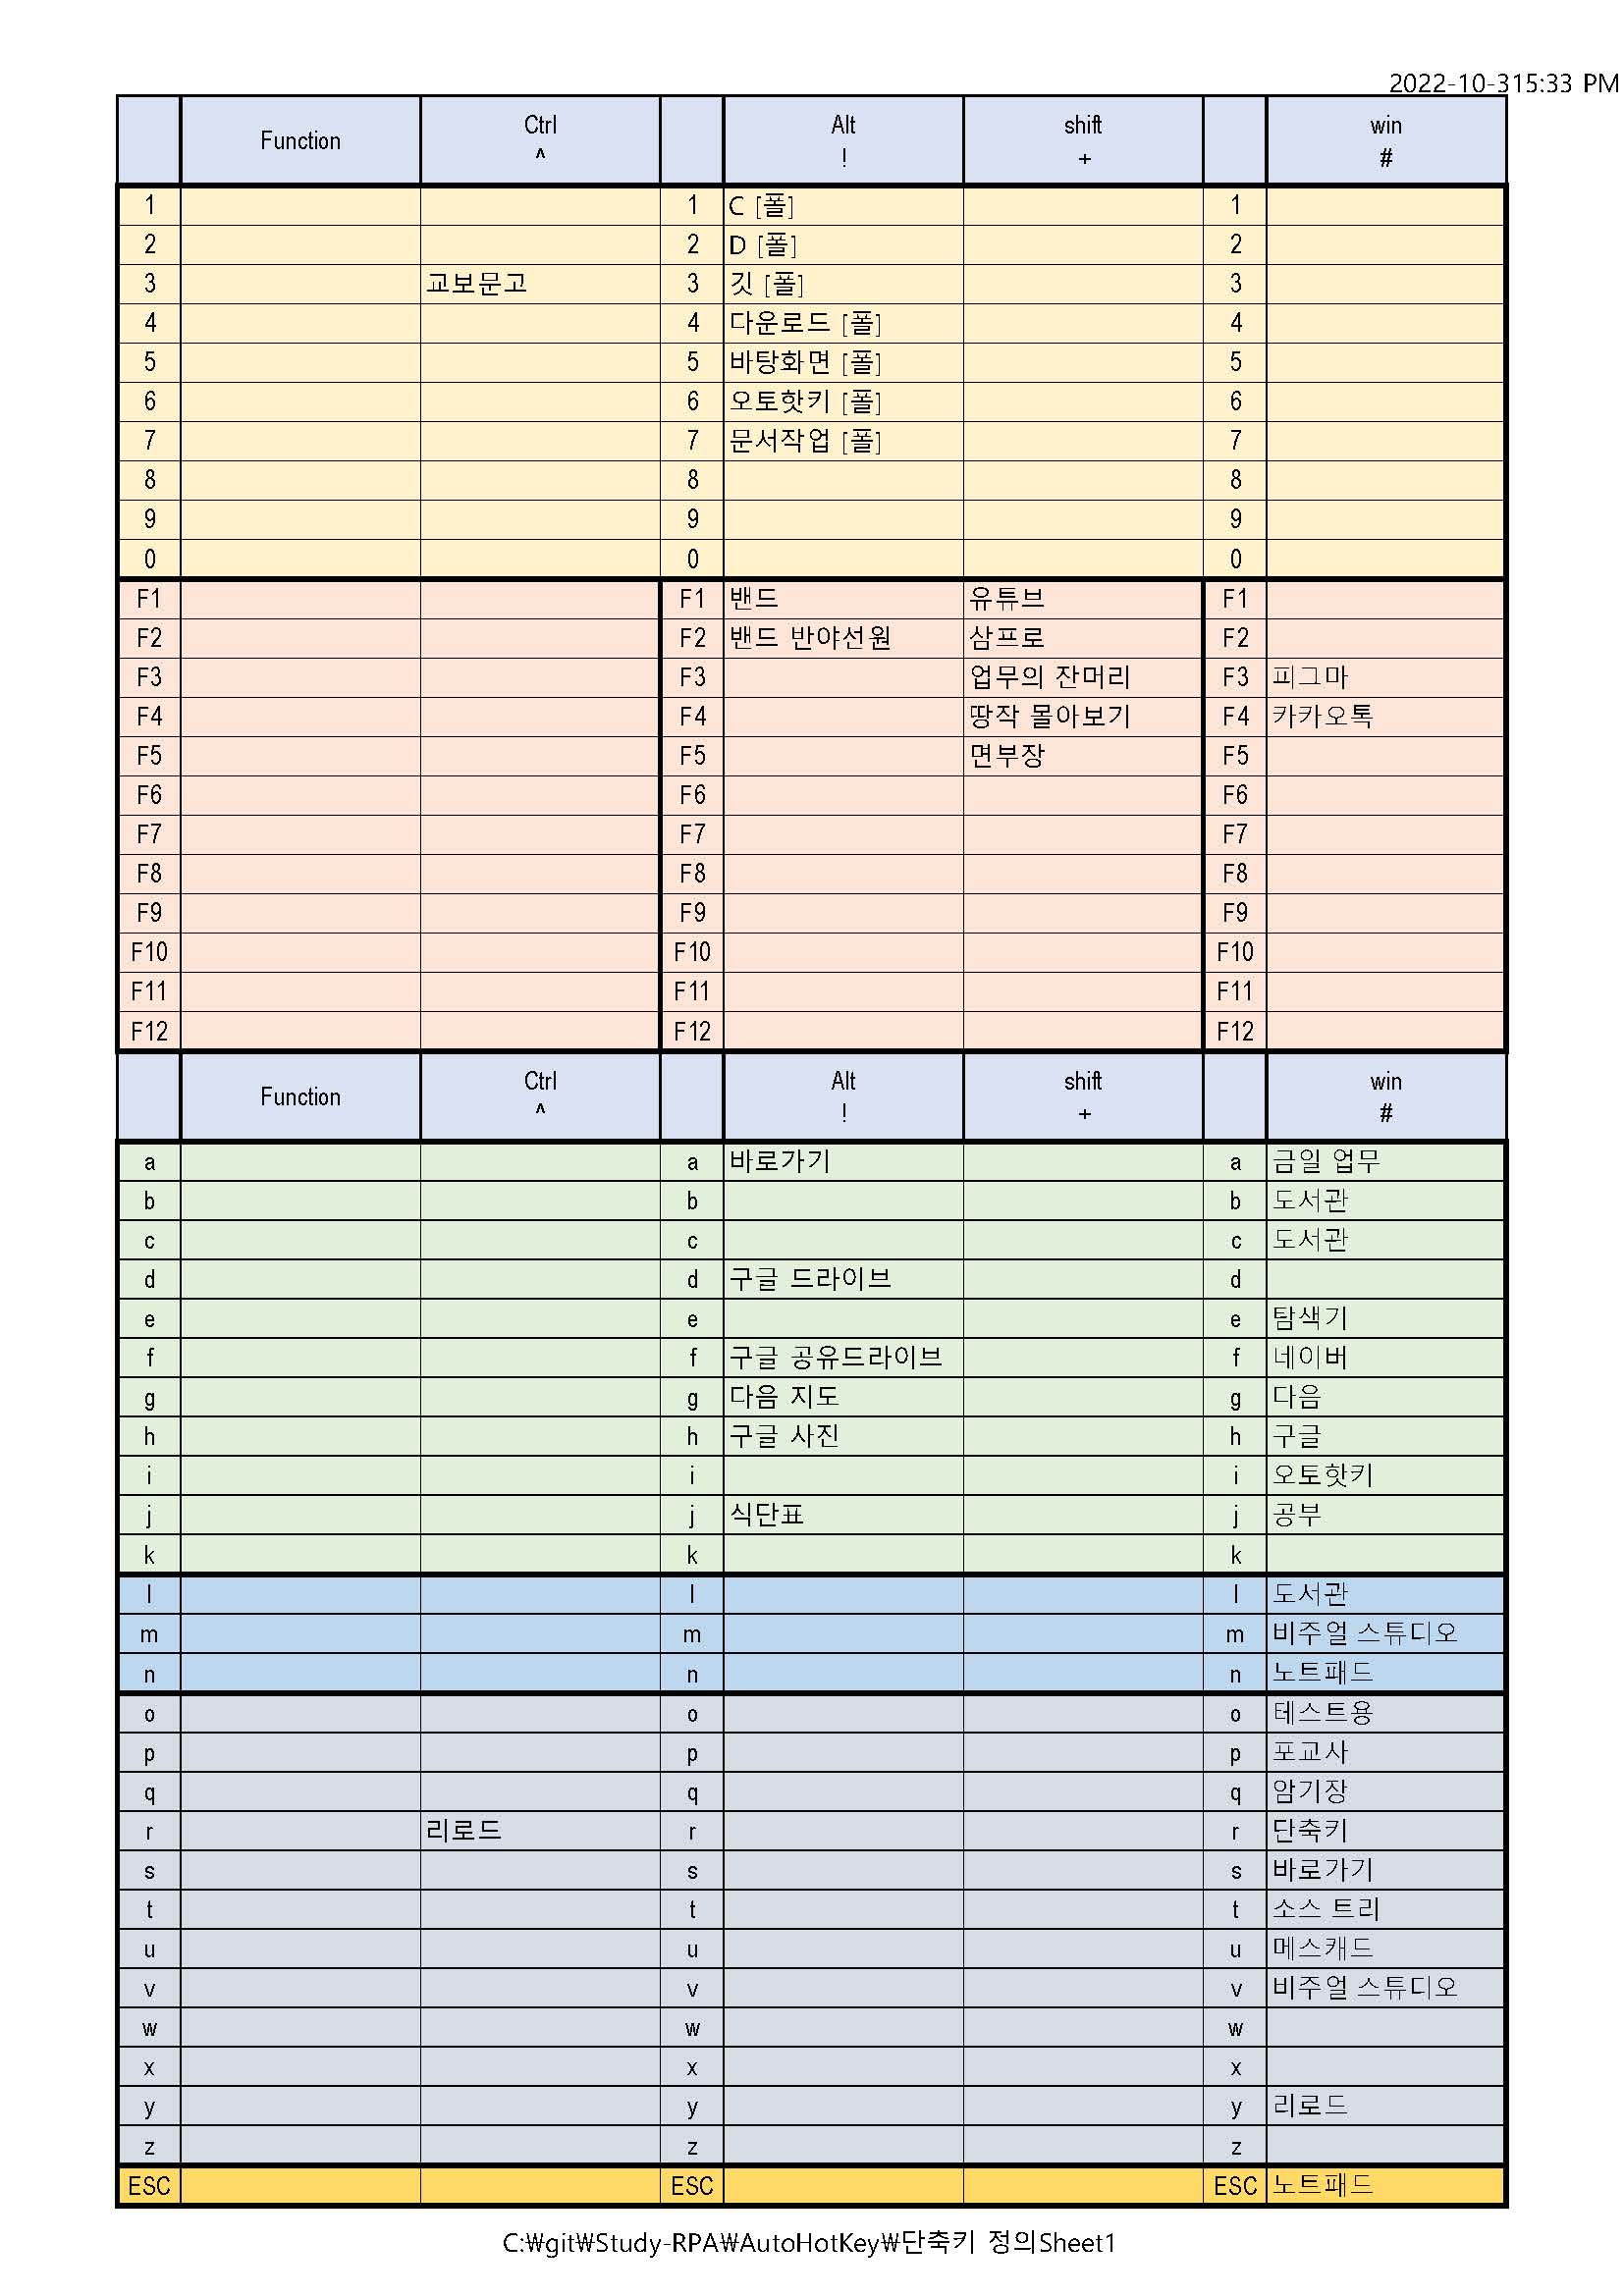 2022-10-315:33 PM
Function Ctrl ^ Alt ! shift + win #
1 1 C [폴] 1
2 2 D [폴] 2
3 교보문고 3 깃 [폴] 3
4 4 다운로드 [폴] 4
5 5 바탕화면 [폴] 5
6 6 오토핫키 [폴] 6
7 7 문서작업 [폴] 7
8 8 8
9 9 9
0 0 0
F1 F1 밴드 유튜브 F1
F2 F2 밴드 반야선원 삼프로 F2
F3 F3 업무의 잔머리 F3 피그마
F4 F4 땅작 몰아보기 F4 카카오톡
F5 F5 면부장 F5
F6 F6 F6
F7 F7 F7
F8 F8 F8
F9 F9 F9
F10 F10 F10
F11 F11 F11
F12 F12 F12
Function Ctrl ^ Alt ! shift + win #
a a 바로가기 a 금일 업무
b b b 도서관
c c c 도서관
d d 구글 드라이브 d
e e e 탐색기
f f 구글 공유드라이브 f 네이버
g g 다음 지도 g 다음
h h 구글 사진 h 구글
i i i 오토핫키
j j 식단표 j 공부
k k k
l l l 도서관
m m m 비주얼 스튜디오
n n n 노트패드
o o o 테스트용
p p p 포교사
q q q 암기장
r 리로드 r r 단축키
s s s 바로가기
t t t 소스 트리
u u u 메스캐드
v v v 비주얼 스튜디오
w w w
x x x
y y y 리로드
z z z
ESC ESC ESC 노트패드
C:₩git₩Study-RPA₩AutoHotKey₩단축키 정의Sheet1